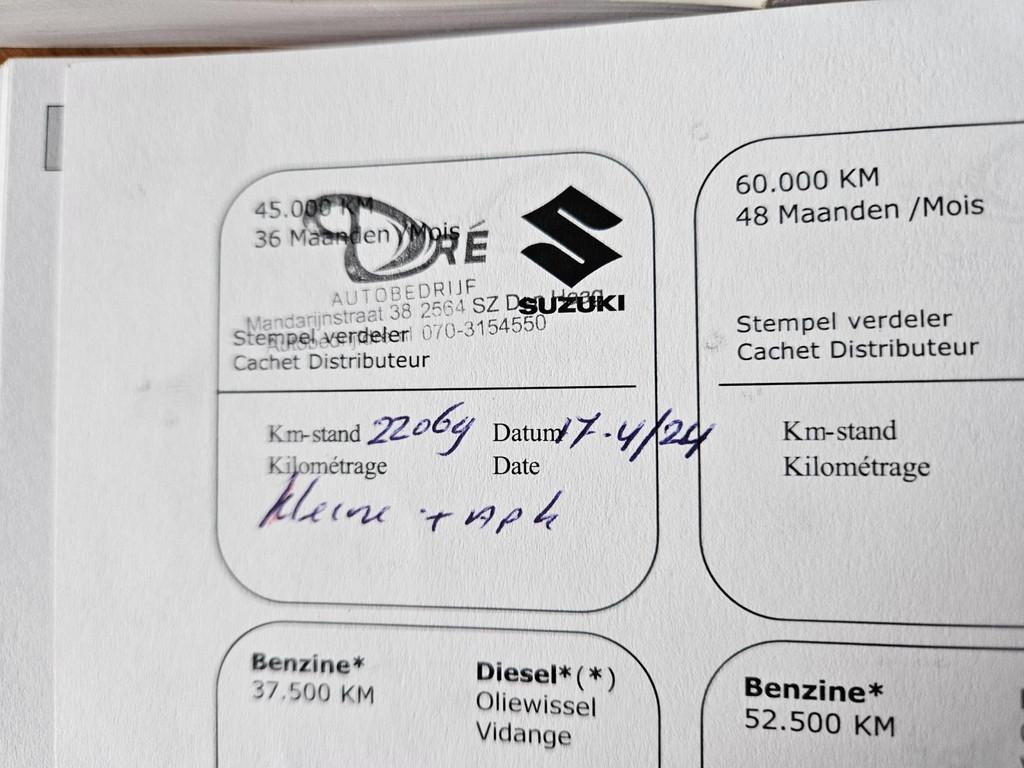 45.000 KM
36 Maanden /Mois
DRÉ
AUTOBEDRIJF
Mandarijnstraat 38 2564 SZ Den Haag
070-3154550
SUZUKI
Stempel verdeler
Cachet Distributeur
Km-stand 22064 Datum 17-4/24
Kilométrage Date
kleine + APK
60.000 KM
48 Maanden /Mois
Stempel verdeler
Cachet Distributeur
Km-stand
Kilométrage
Benzine* Diesel*(*)
37.500 KM Oliewissel
Vidange
Benzine*
52.500 KM